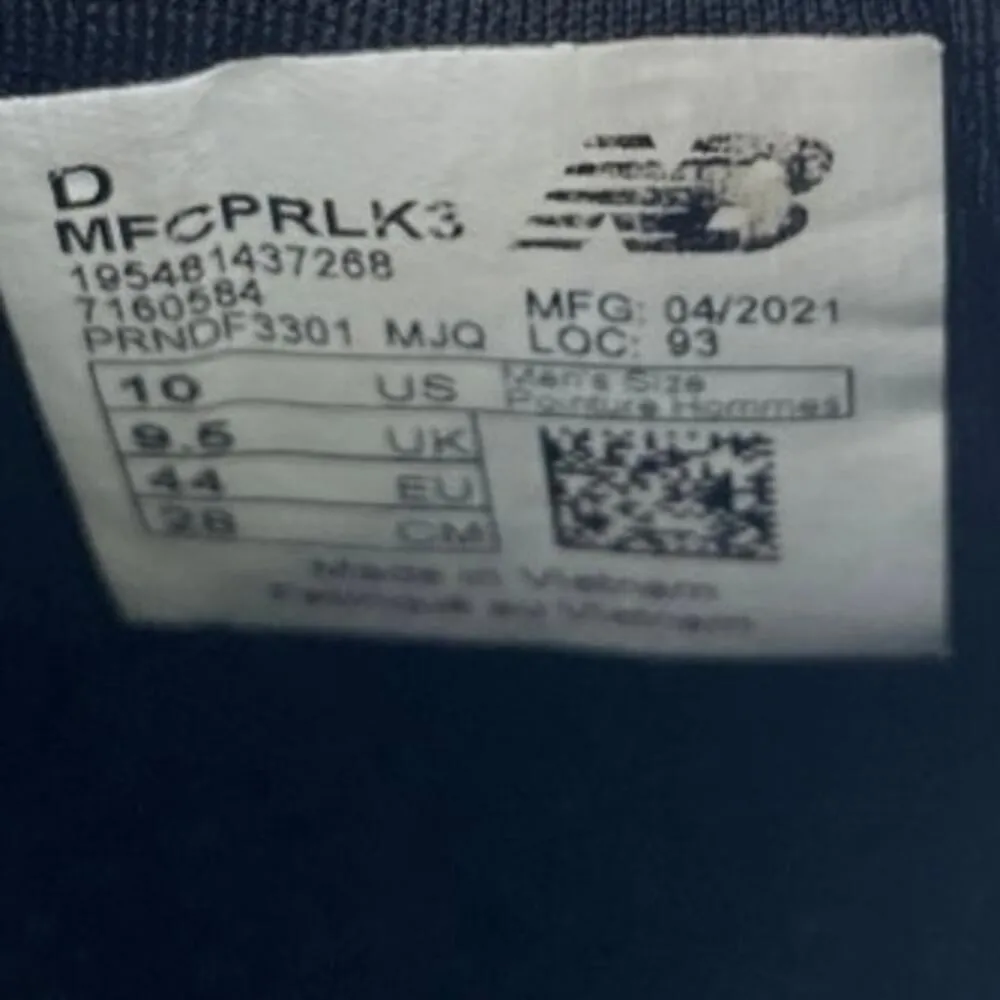 D
NB
MFCPRLK3
195481437268
7160584
PRNDF3301 MJQ
MFG: 04/2021
LOC: 93
10 US Men's Size
Pointure Hommes
9.5 UK
44 EU
28 CM
Made in Vietnam
Fabriqué au Vietnam